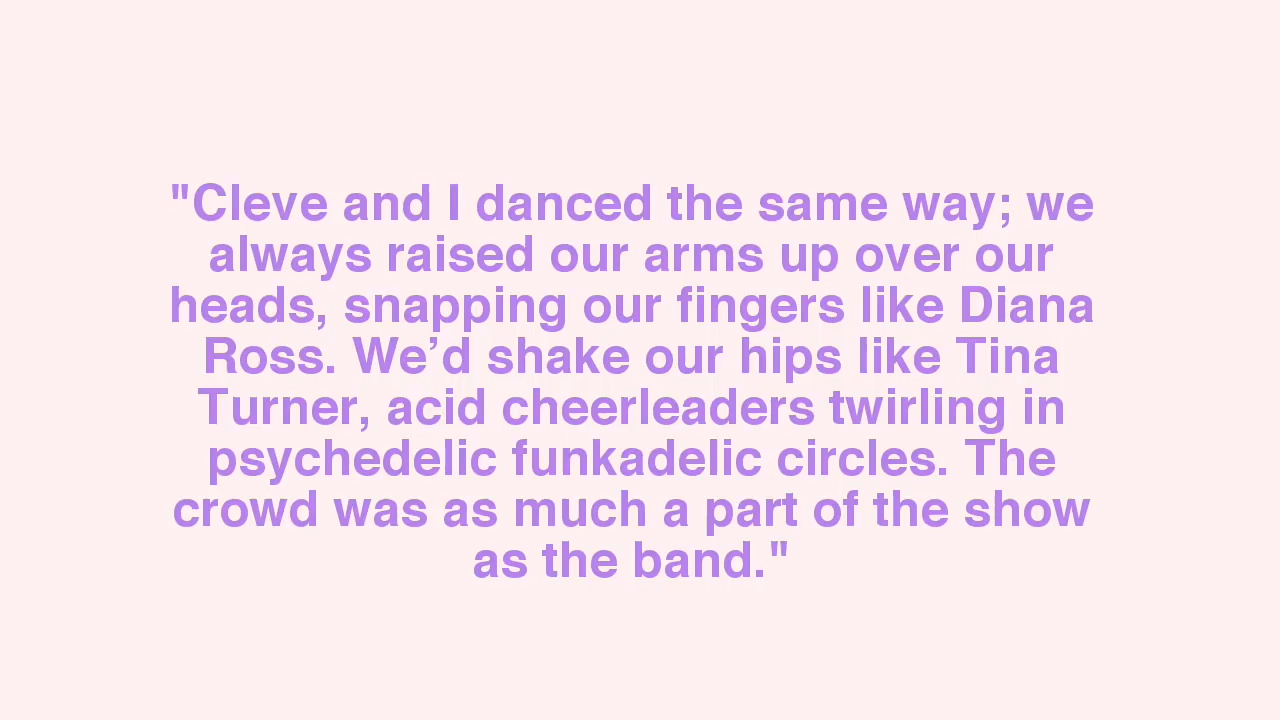 "Cleve and I danced the same way; we
always raised our arms up over our
heads, snapping our fingers like Diana
Ross. We’d shake our hips like Tina
Turner, acid cheerleaders twirling in
psychedelic funkadelic circles. The
crowd was as much a part of the show
as the band."